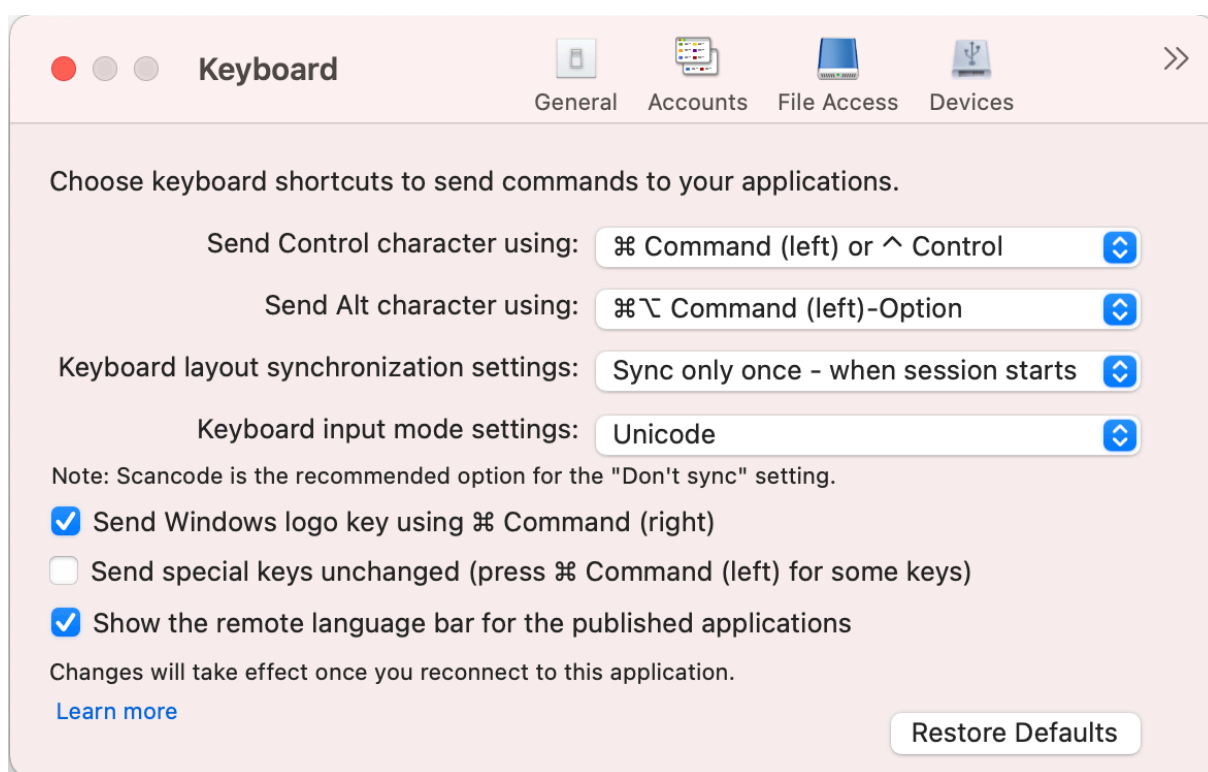 Keyboard
General Accounts File Access Devices
Choose keyboard shortcuts to send commands to your applications.
Send Control character using: ⌘ Command (left) or ^ Control
Send Alt character using: ⌘⌥ Command (left)-Option
Keyboard layout synchronization settings: Sync only once - when session starts
Keyboard input mode settings: Unicode
Note: Scancode is the recommended option for the "Don't sync" setting.
Send Windows logo key using ⌘ Command (right)
Send special keys unchanged (press ⌘ Command (left) for some keys)
Show the remote language bar for the published applications
Changes will take effect once you reconnect to this application.
Learn more
Restore Defaults